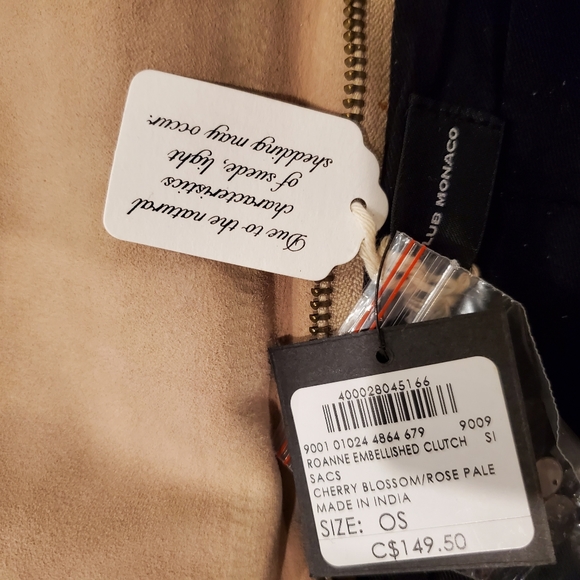 Due to the natural
characteristics
of suede, light
shedding may occur.
LUB MONACO
400028045166
9001 01024 4864 679 9009
ROANNE EMBELLISHED CLUTCH SI
SACS
CHERRY BLOSSOM/ROSE PALE
MADE IN INDIA
SIZE: OS
C$149.50